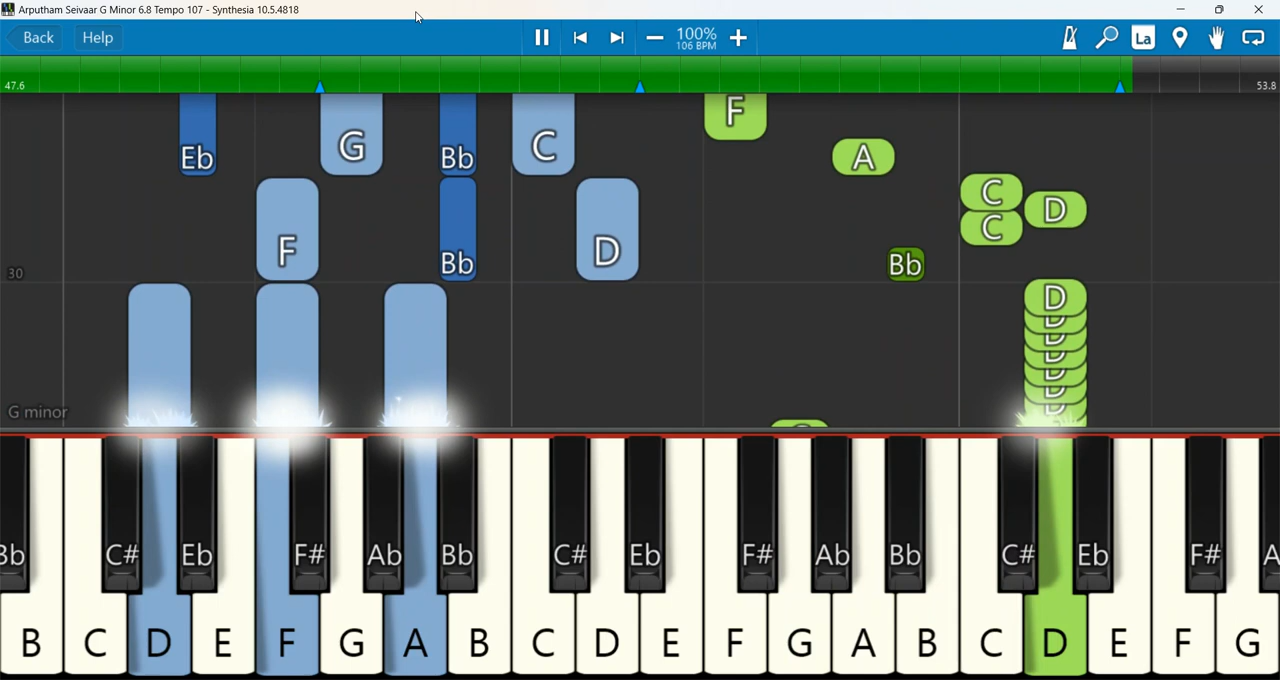 Arputham Seivaar G Minor 6.8 Tempo 107 - Synthesia 10.5.4818
Back Help 100% La
106 BPM
47.6 53.8
F
Eb G Bb C A
C D
C
F Bb D Bb
30
D
D
D
D
D
D
D
G minor
Bb C# Eb F# Ab Bb C# Eb F# Ab Bb C# Eb F# A
B C D E F G A B C D E F G A B C D E F G